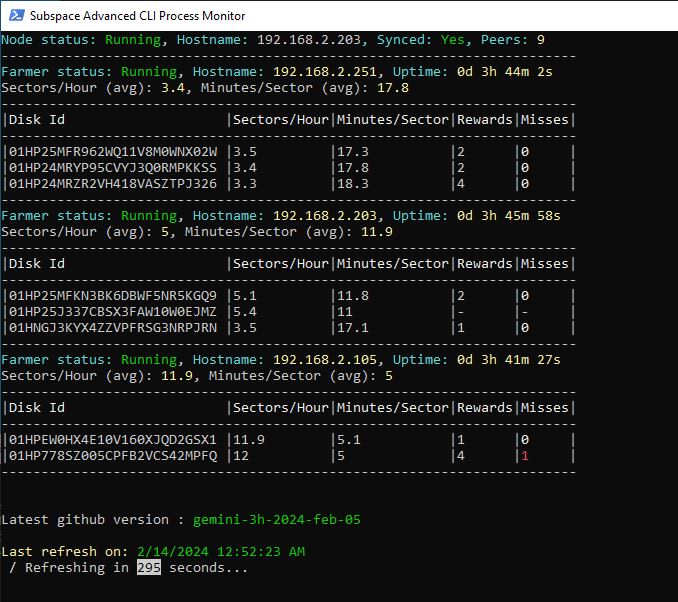 Subspace Advanced CLI Process Monitor
Node status: Running, Hostname: 192.168.2.203, Synced: Yes, Peers: 9
----------------------------------------------------------------------
Farmer status: Running, Hostname: 192.168.2.251, Uptime: 0d 3h 44m 2s
Sectors/Hour (avg): 3.4, Minutes/Sector (avg): 17.8
----------------------------------------------------------------------
|Disk Id                    |Sectors/Hour|Minutes/Sector|Rewards|Misses|
----------------------------------------------------------------------
|01HP25MFR962WQ11V8M0WNX02W |3.5         |17.3          |2      |0     |
|01HP24MRYP95CVYJ3Q0RMPKKSS |3.4         |17.8          |2      |0     |
|01HP24MRZR2VH418VASZTPJ326 |3.3         |18.3          |4      |0     |
----------------------------------------------------------------------
Farmer status: Running, Hostname: 192.168.2.203, Uptime: 0d 3h 45m 58s
Sectors/Hour (avg): 5, Minutes/Sector (avg): 11.9
----------------------------------------------------------------------
|Disk Id                    |Sectors/Hour|Minutes/Sector|Rewards|Misses|
----------------------------------------------------------------------
|01HP25MFKN3BK6DBWF5NR5KGQ9 |5.1         |11.8          |2      |0     |
|01HP25J337CBSX3FAW10W0EJMZ |5.4         |11            |-      |-     |
|01HNGJ3KYX4ZZVPFRSG3NRPJRN |3.5         |17.1          |1      |0     |
----------------------------------------------------------------------
Farmer status: Running, Hostname: 192.168.2.105, Uptime: 0d 3h 41m 27s
Sectors/Hour (avg): 11.9, Minutes/Sector (avg): 5
----------------------------------------------------------------------
|Disk Id                    |Sectors/Hour|Minutes/Sector|Rewards|Misses|
----------------------------------------------------------------------
|01HPEW0HX4E10V160XJQD2GSX1 |11.9        |5.1           |1      |0     |
|01HP778SZ005CPFB2VCS42MPFQ |12          |5             |4      |1     |
----------------------------------------------------------------------
Latest github version : gemini-3h-2024-feb-05
Last refresh on: 2/14/2024 12:52:23 AM
/ Refreshing in 295 seconds...